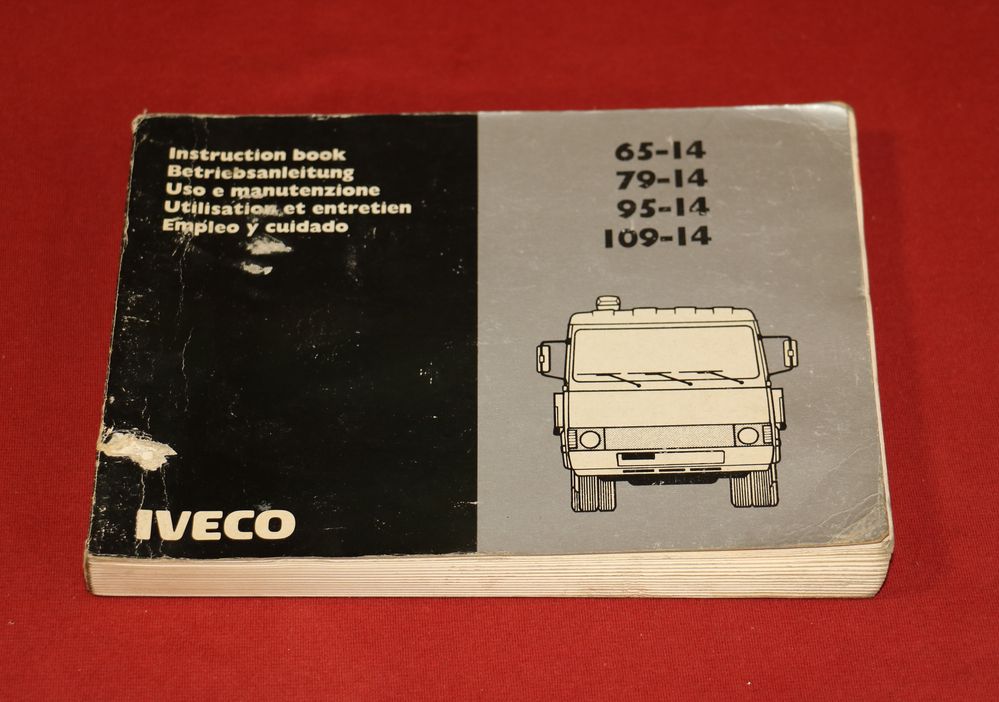 Instruction book
Betriebsanleitung
Uso e manutenzione
Utilisation et entretien
Empleo y cuidado
65-14
79-14
95-14
109-14
IVECO